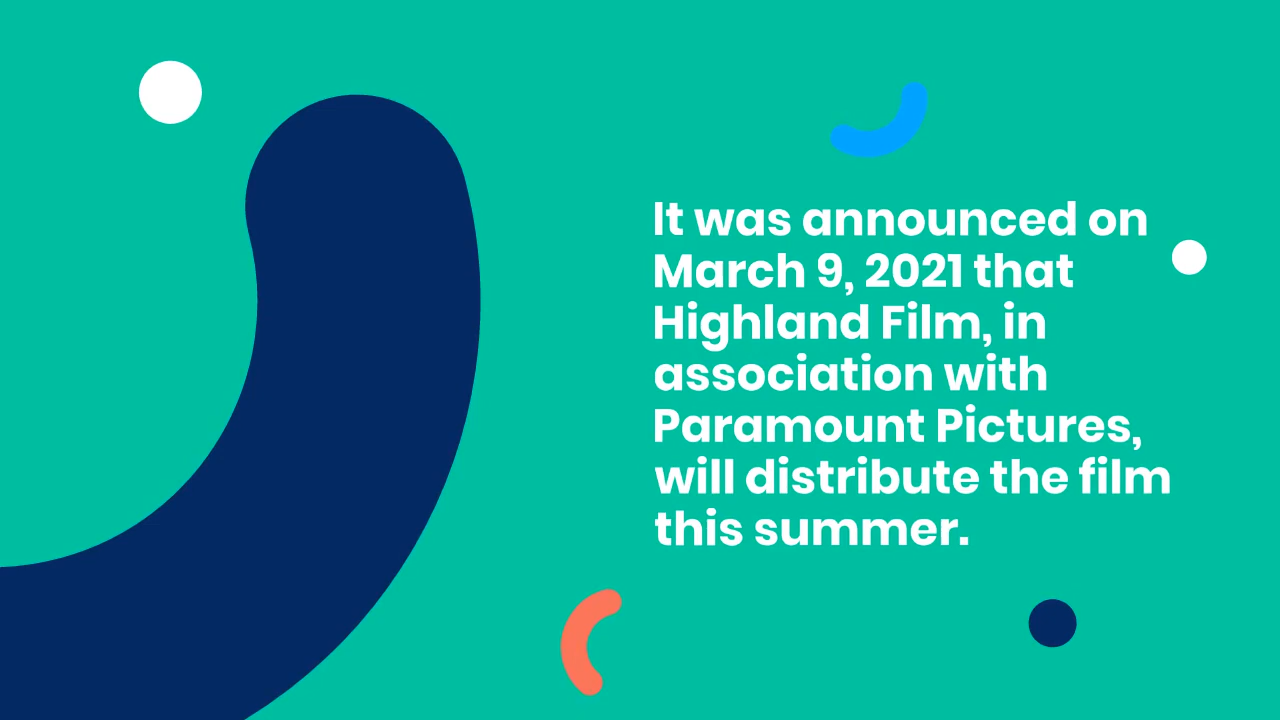 It was announced on
March 9, 2021 that
Highland Film, in
association with
Paramount Pictures,
will distribute the film
this summer.